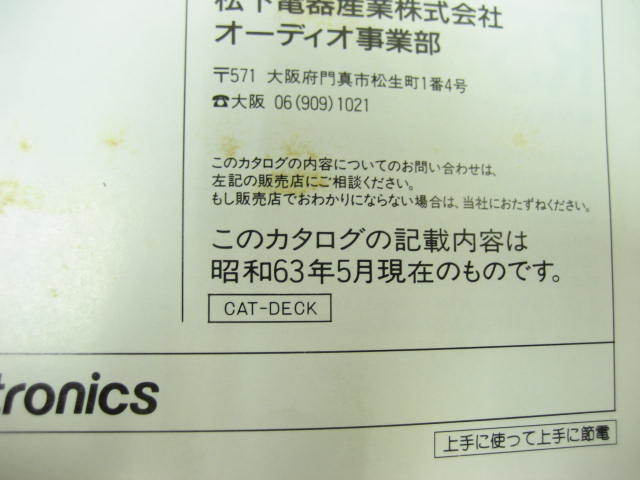 松下電器産業株式会社
オーディオ事業部
〒571 大阪府門真市松生町1番4号
☎大阪 06(909)1021
このカタログの内容についてのお問い合わせは、
左記の販売店にご相談ください。
もし販売店でおわかりにならない場合は、当社におたずねください。
このカタログの記載内容は
昭和63年5月現在のものです。
CAT-DECK
tronics
上手に使って上手に節電